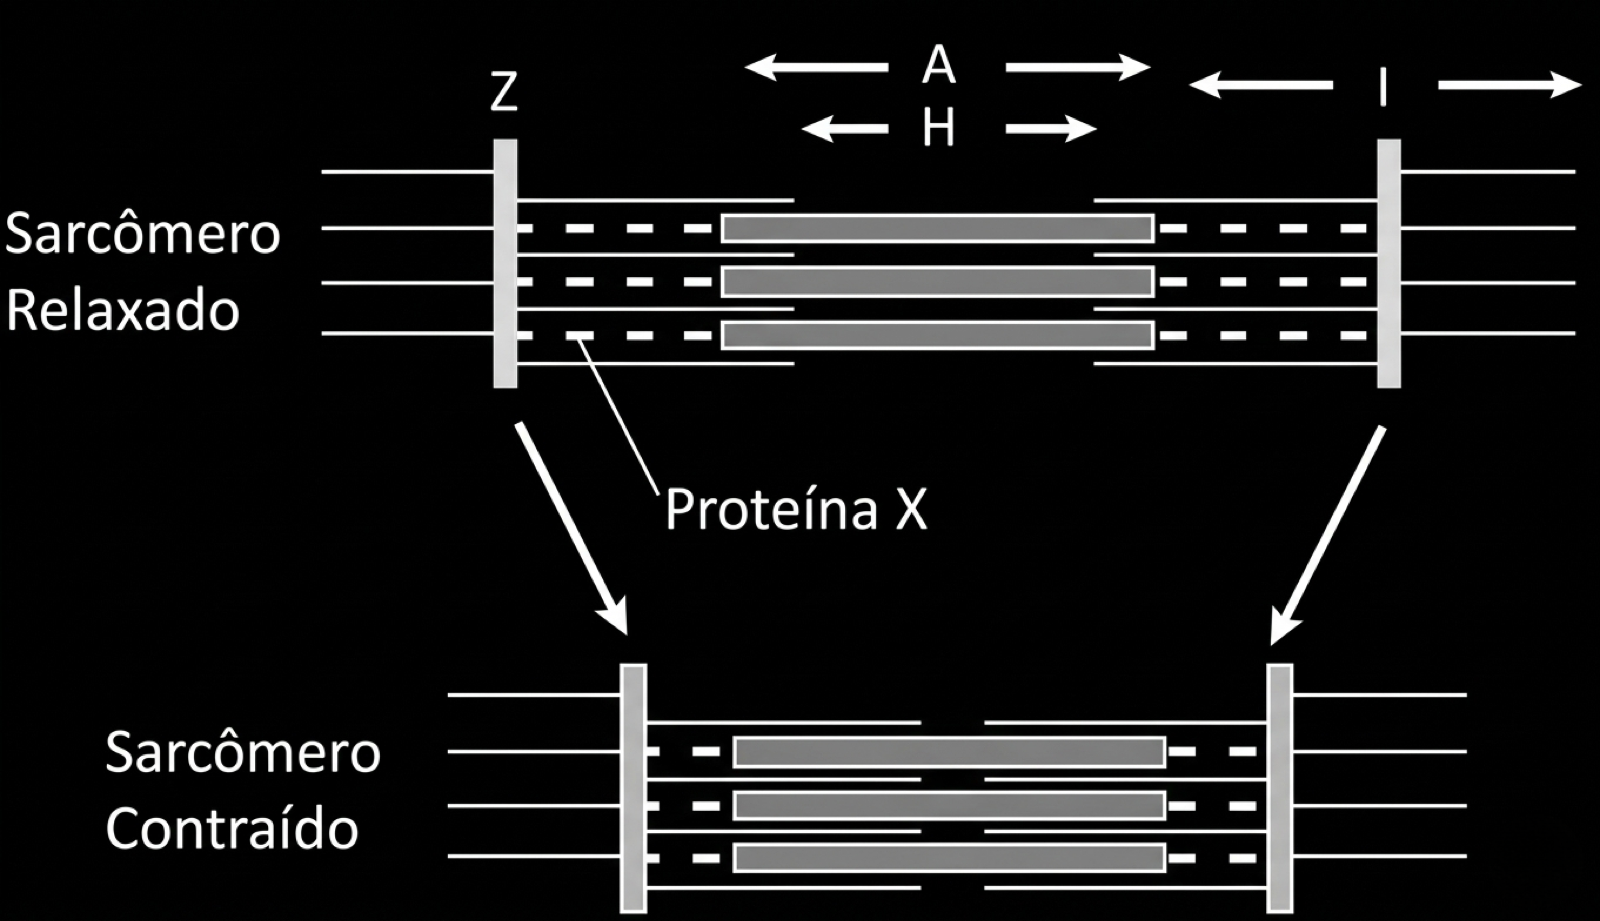 A
Z
I
H
Sarcômero
Relaxado
Proteína X
Sarcômero
Contraído